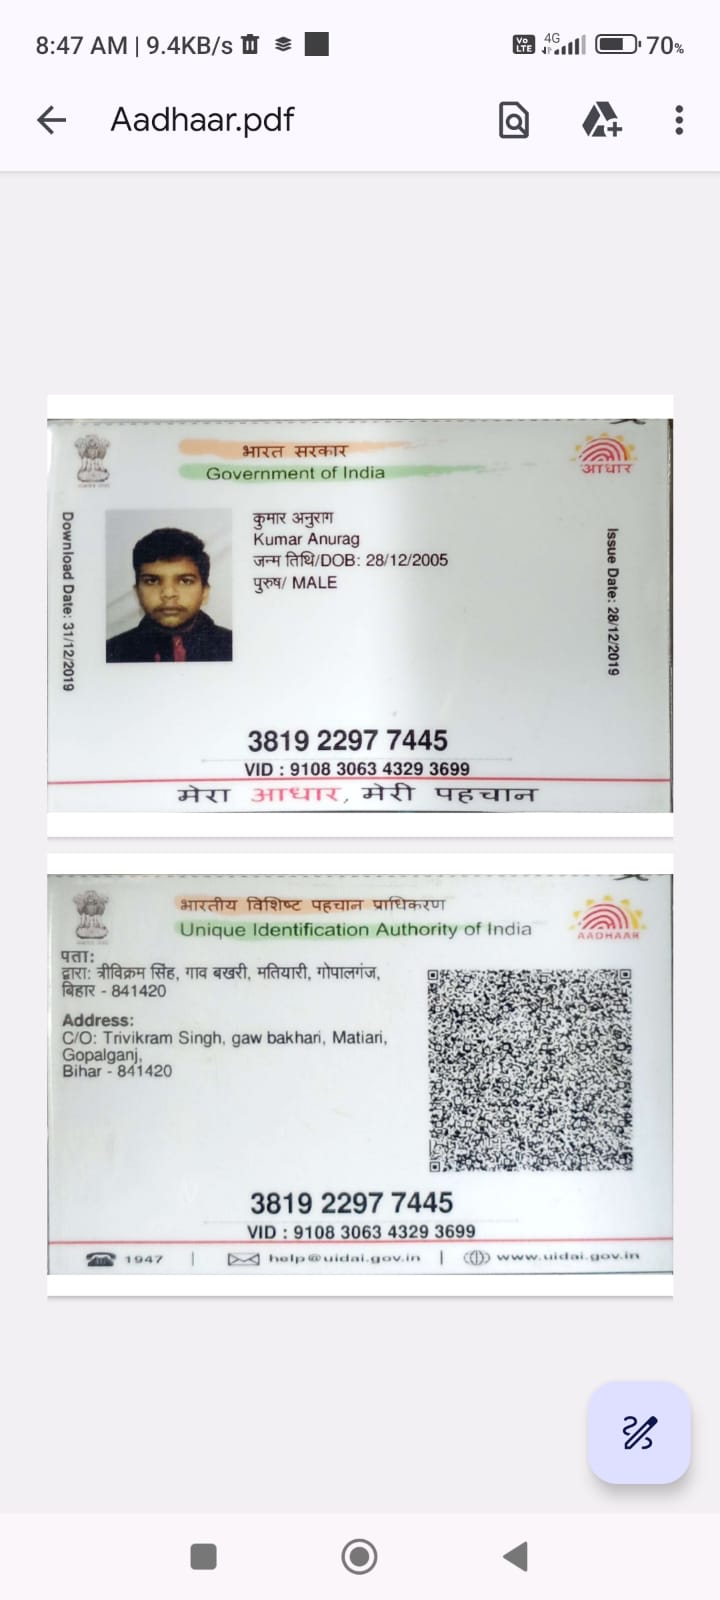 8:47 AM | 9.4KB/s
Vo LTE 4G 70%
Aadhaar.pdf
भारत सरकार
Government of India
आधार
Download Date: 31/12/2019
कुमार अनुराग
Kumar Anurag
जन्म तिथि/DOB: 28/12/2005
पुरुष/ MALE
Issue Date: 28/12/2019
3819 2297 7445
VID : 9108 3063 4329 3699
मेरा आधार, मेरी पहचान
भारतीय विशिष्ट पहचान प्राधिकरण
Unique Identification Authority of India
AADHAAR
पता:
द्वारा: त्रीविक्रम सिंह, गाव बखरी, मतियारी, गोपालगंज,
बिहार - 841420
Address:
C/O: Trivikram Singh, gaw bakhari, Matiari,
Gopalganj,
Bihar - 841420
3819 2297 7445
VID : 9108 3063 4329 3699
1947 | help@uidai.gov.in | www.uidai.gov.in